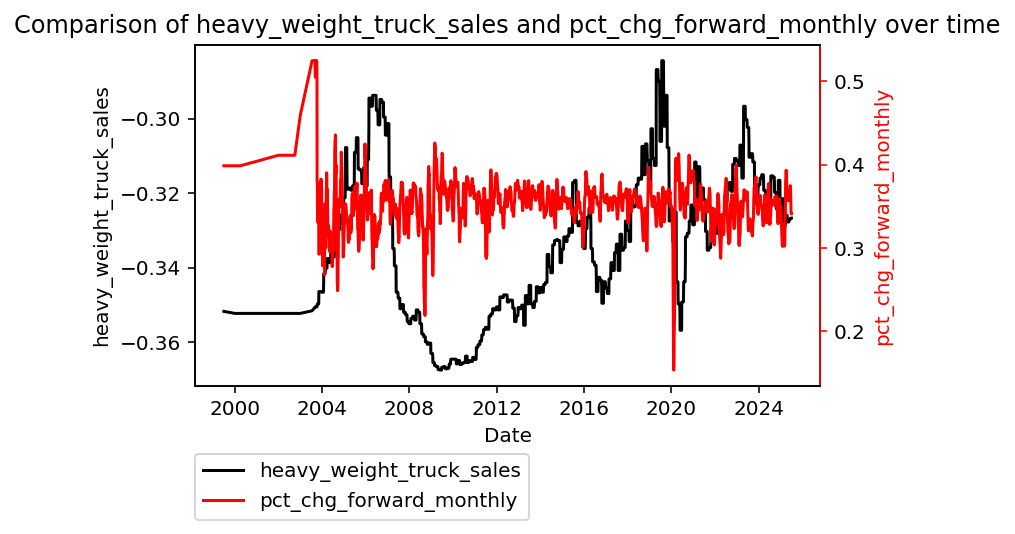 Comparison of heavy_weight_truck_sales and pct_chg_forward_monthly over time
heavy_weight_truck_sales
−0.30
−0.32
−0.34
−0.36
0.5
0.4
0.3
0.2
pct_chg_forward_monthly
2000 2004 2008 2012 2016 2020 2024
Date
heavy_weight_truck_sales
pct_chg_forward_monthly